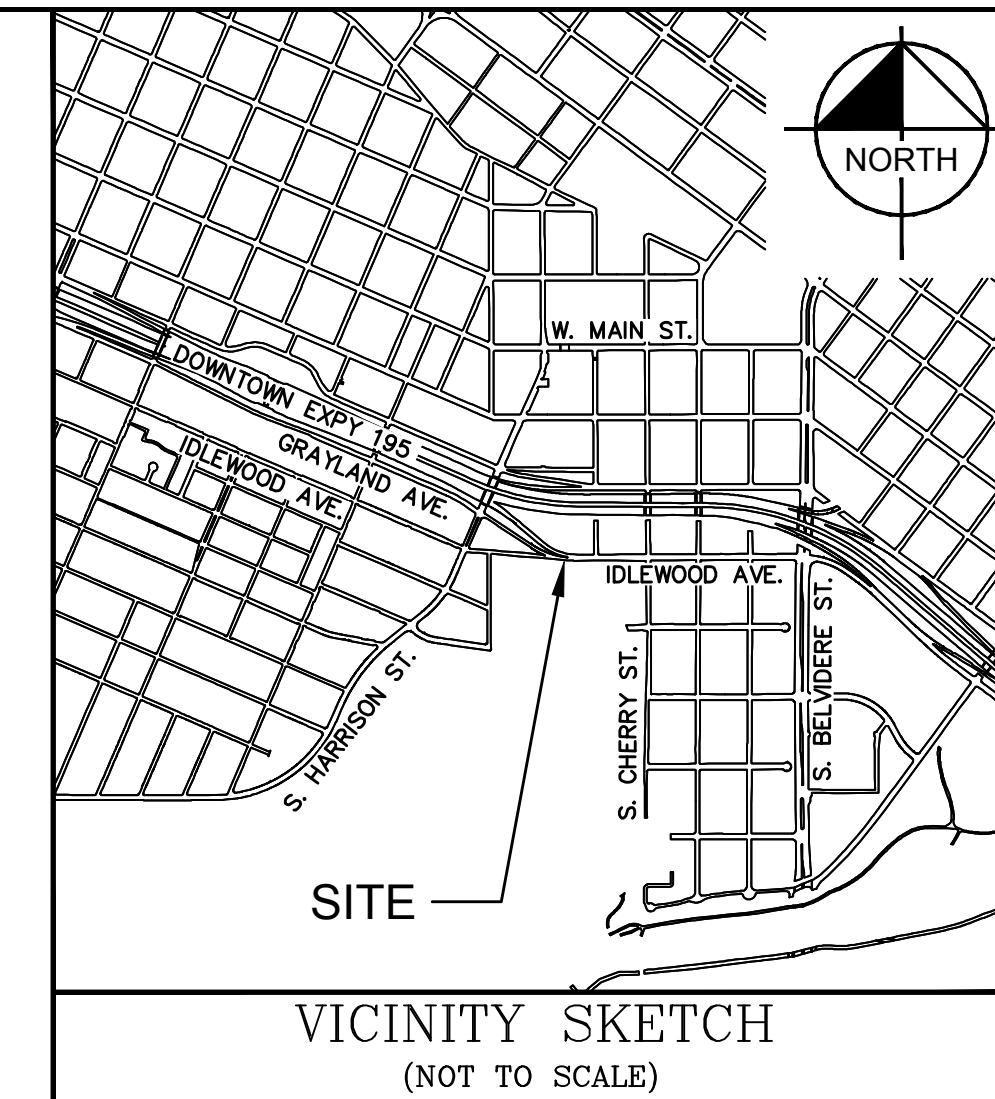 NORTH
W. MAIN ST.
DOWNTOWN EXPY 195
GRAYLAND AVE.
IDLEWOOD AVE.
IDLEWOOD AVE.
S. HARRISON ST.
S. CHERRY ST.
S. BELVIDERE ST.
SITE
VICINITY SKETCH
(NOT TO SCALE)